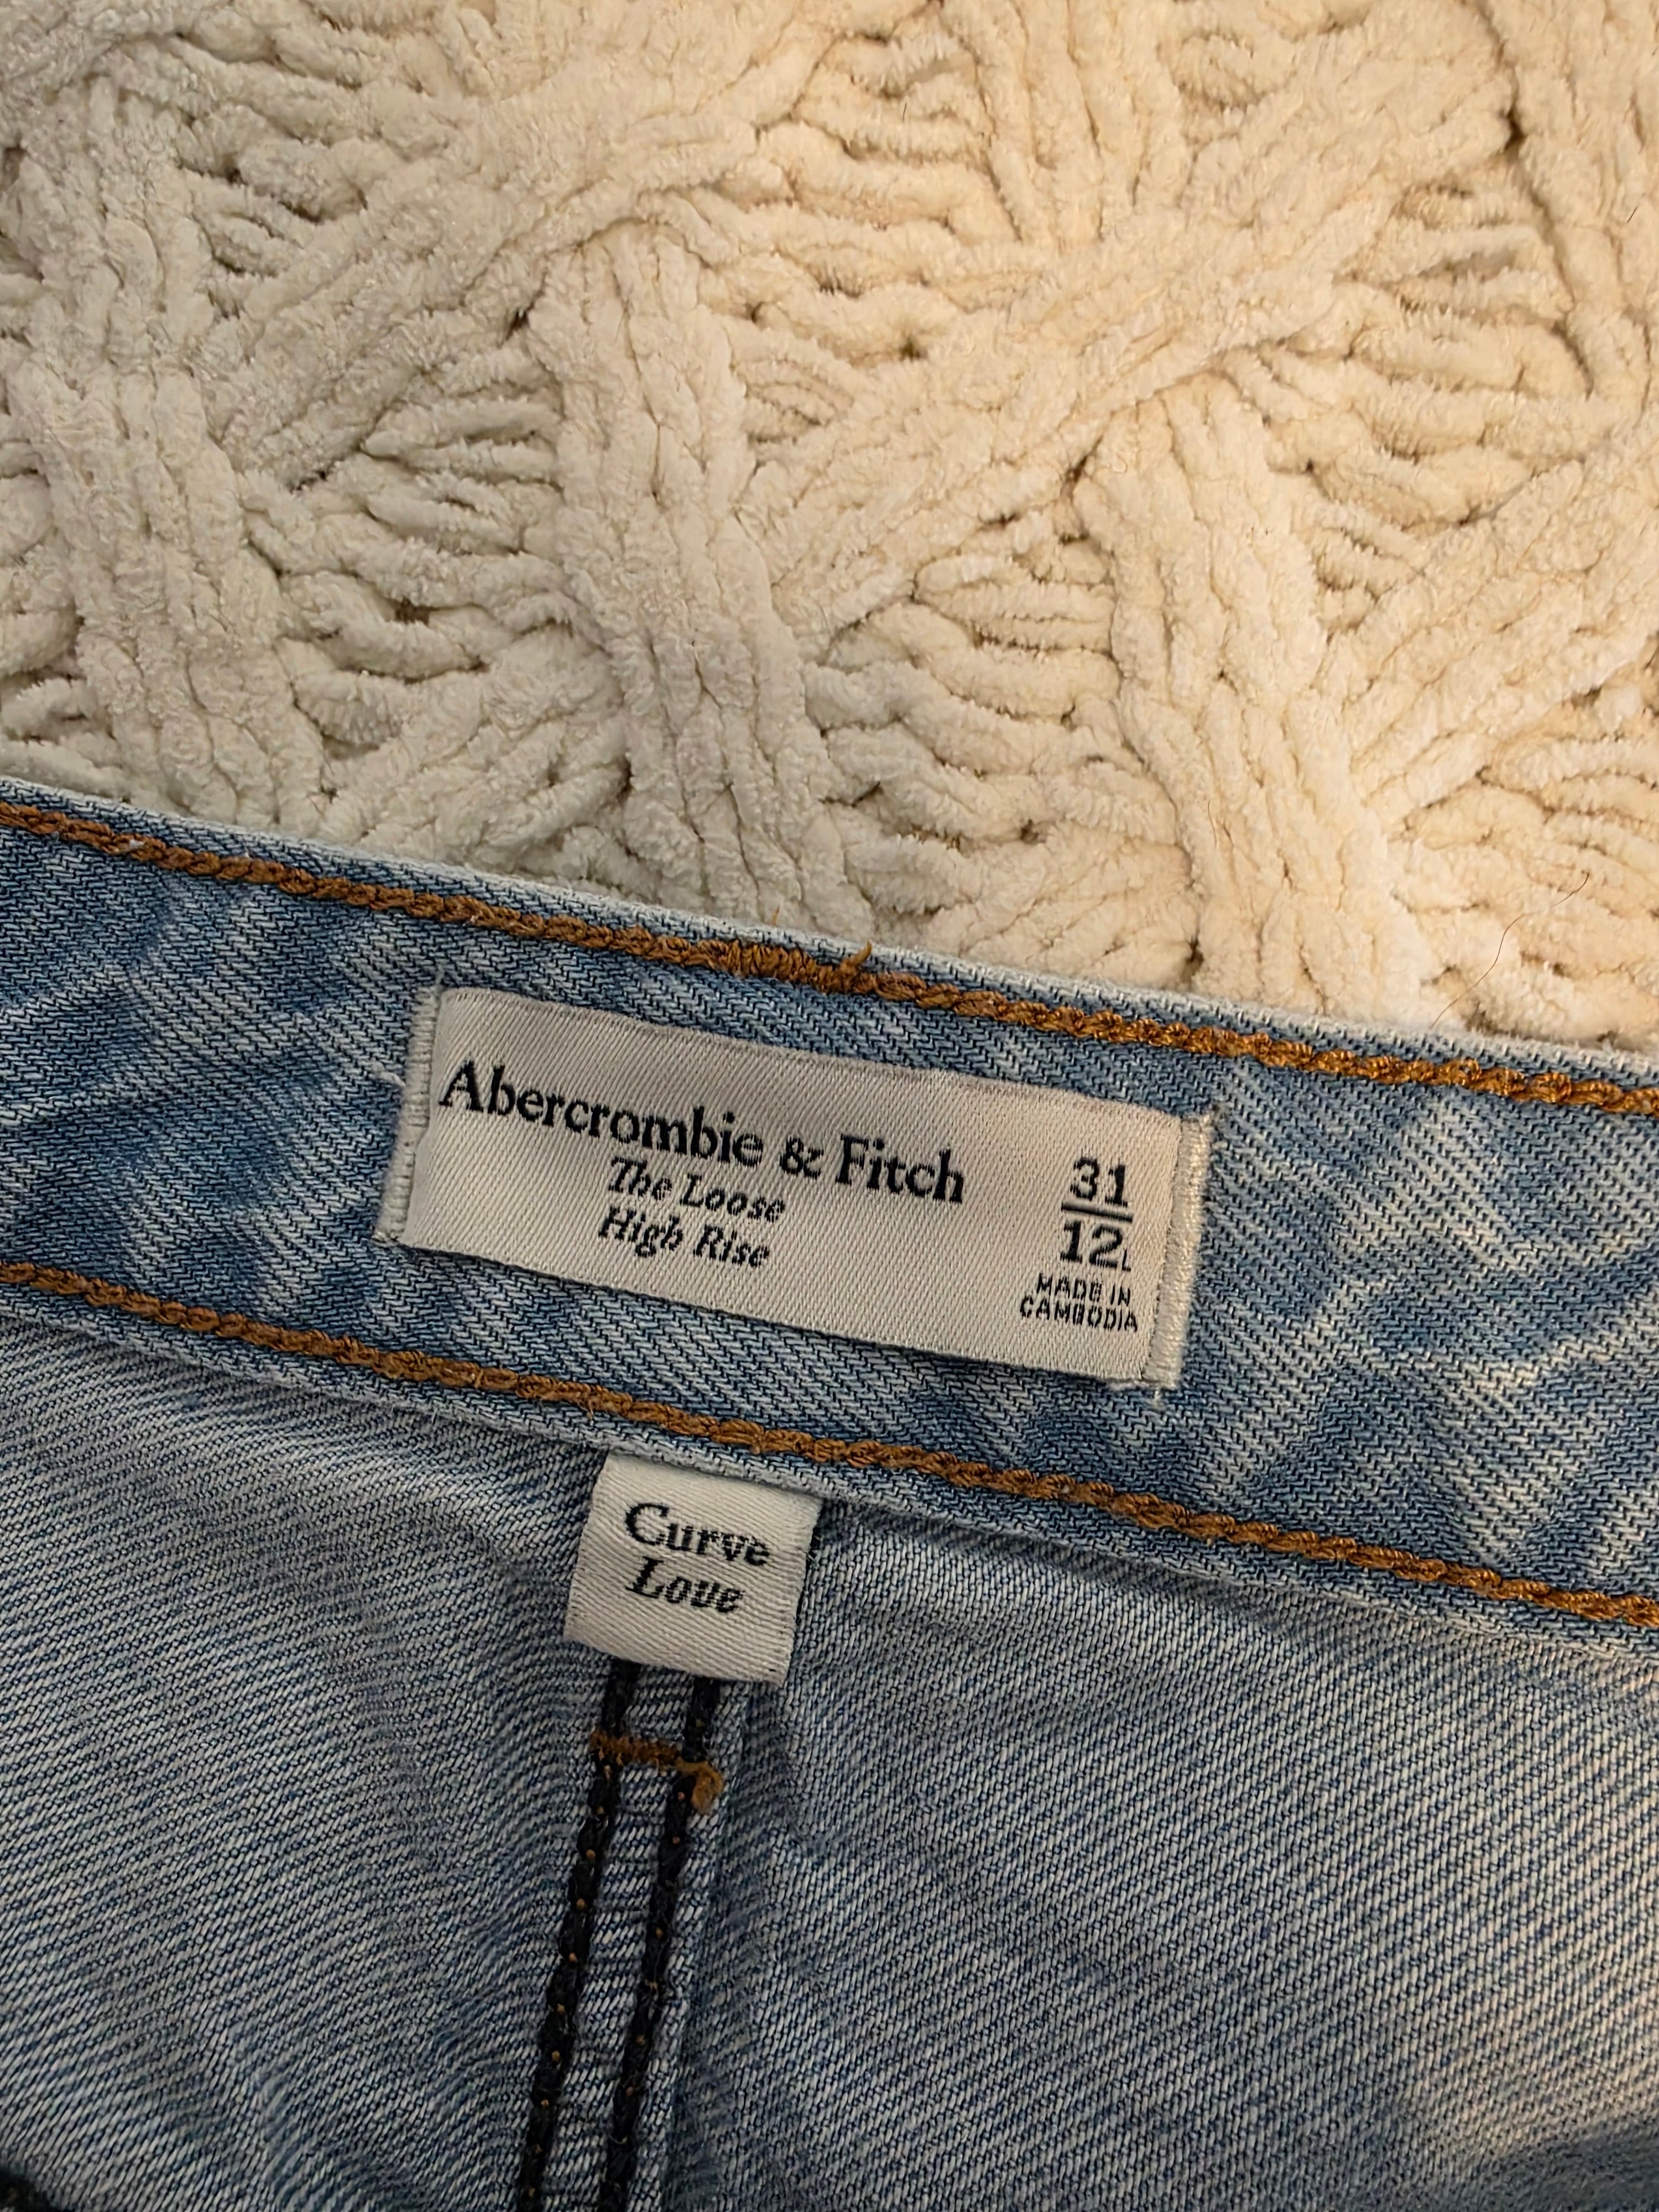 Abercrombie & Fitch
The Loose
High Rise
31
12L
MADE IN
CAMBODIA
Curve
Love